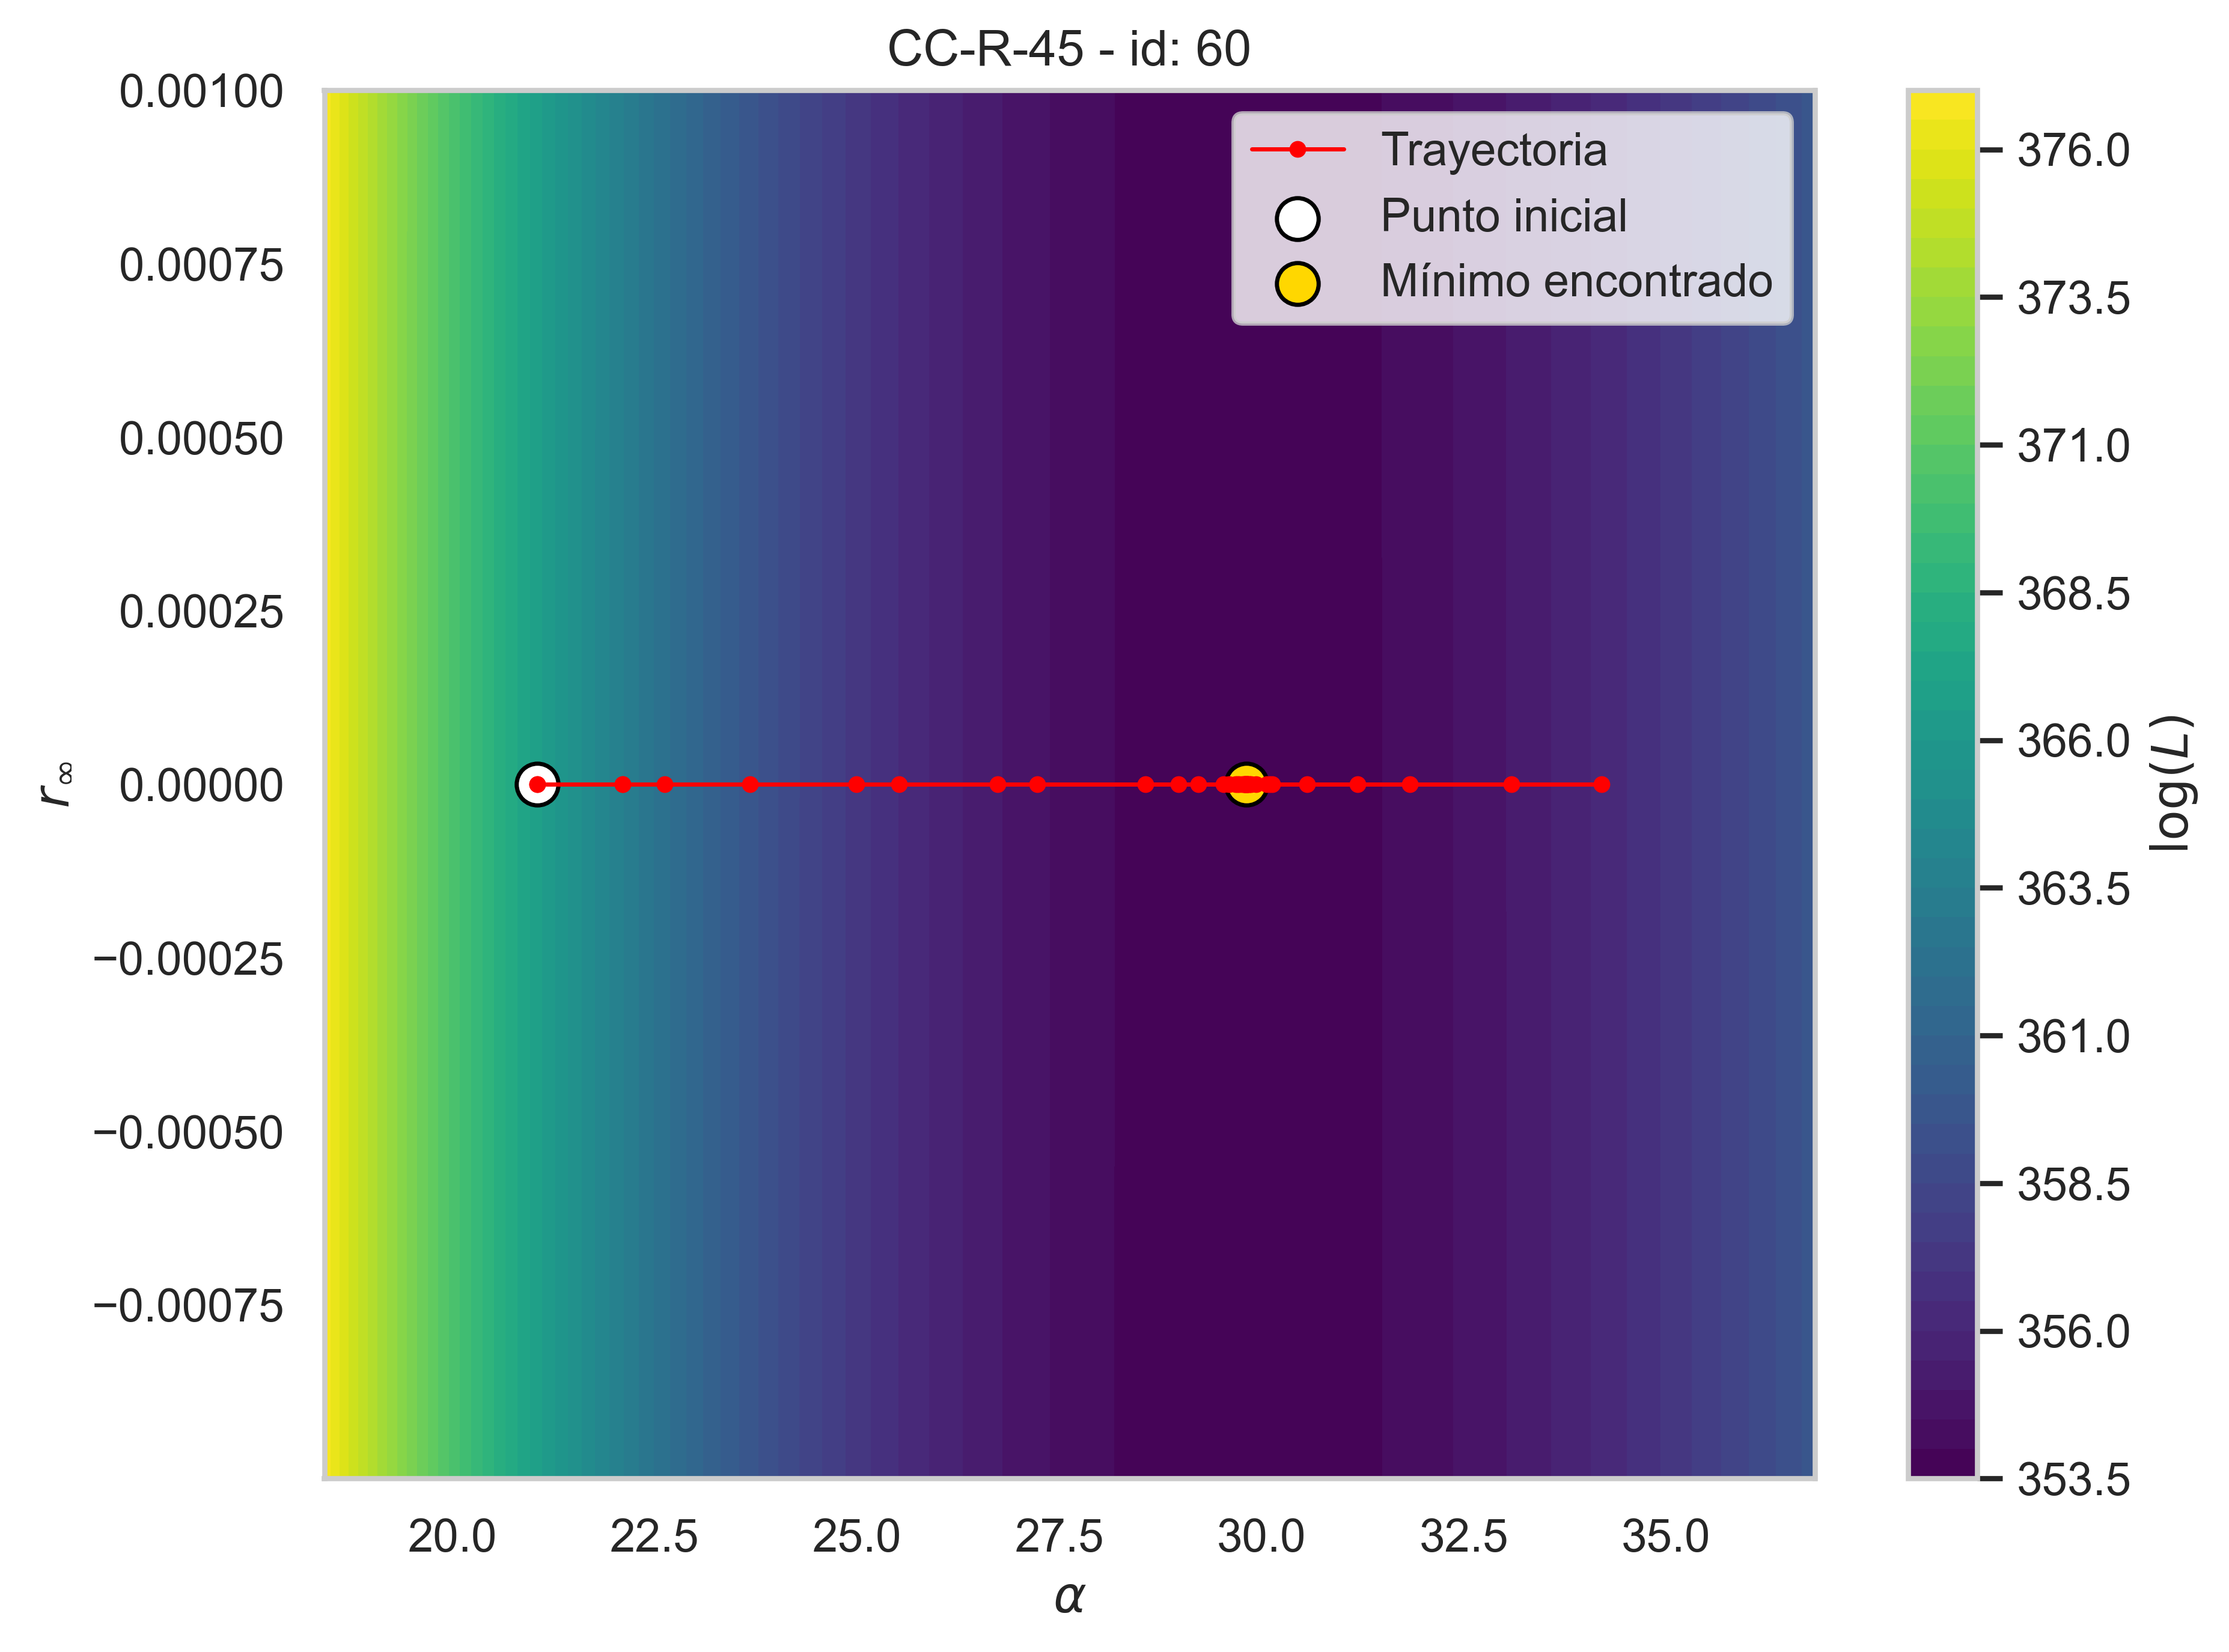 CC-R-45 - id: 60
Trayectoria
Punto inicial
Mínimo encontrado
0.00100
0.00075
0.00050
0.00025
0.00000
−0.00025
−0.00050
−0.00075
r∞
20.0 22.5 25.0 27.5 30.0 32.5 35.0
α
376.0
373.5
371.0
368.5
366.0
363.5
361.0
358.5
356.0
353.5
log(L)